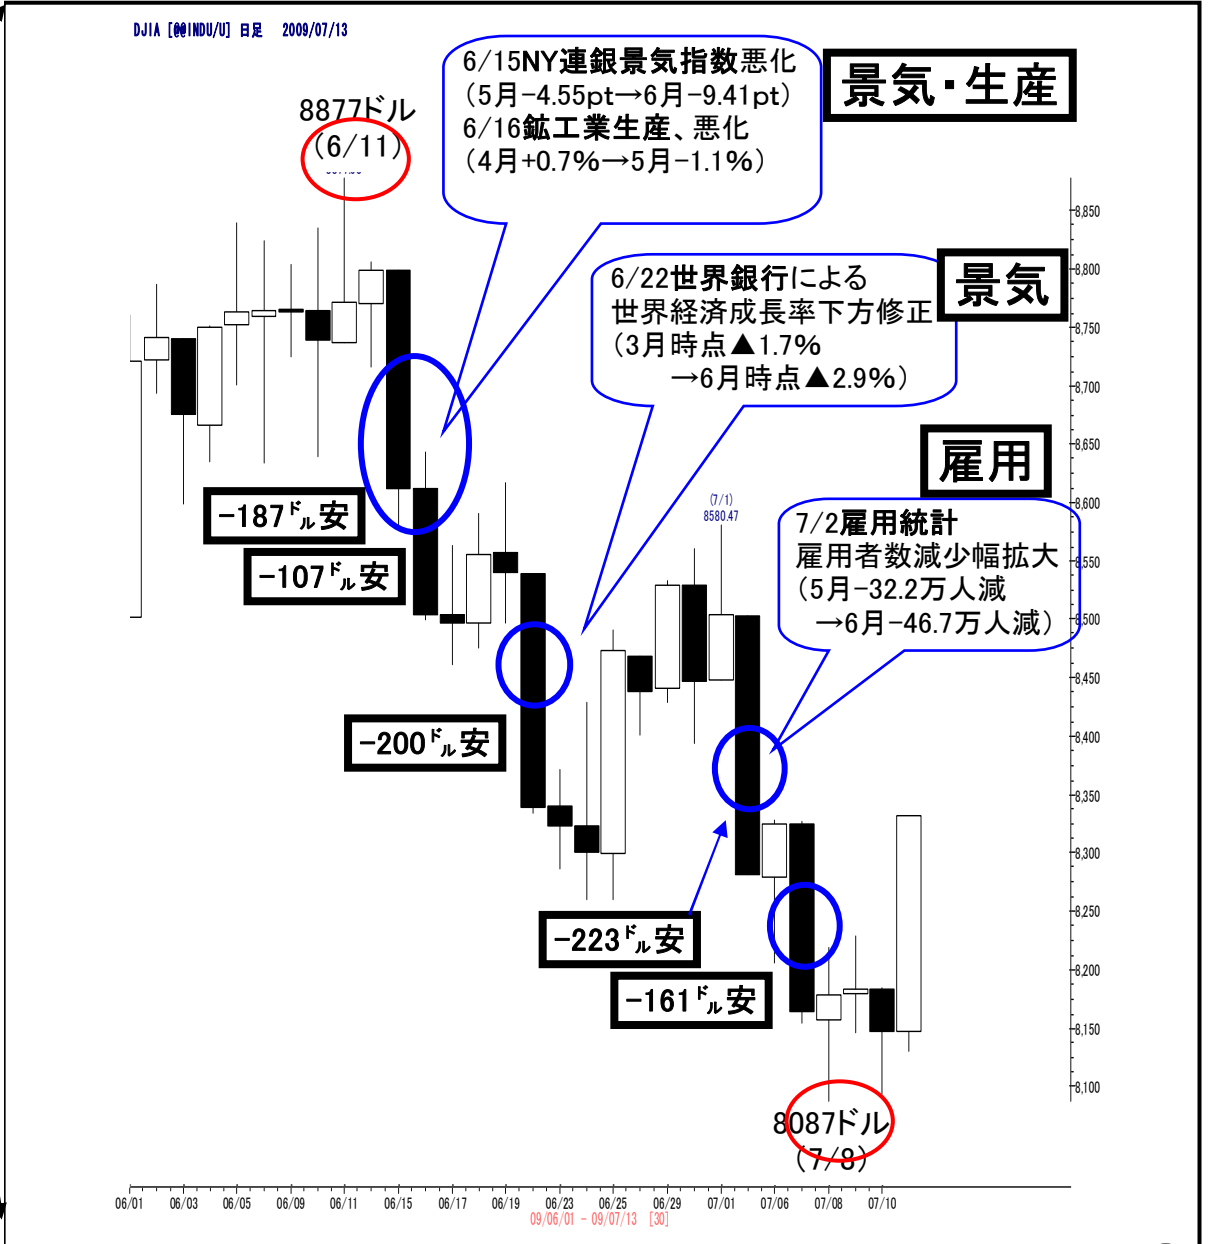 DJIA [@@INDU/U] 日足 2009/07/13
6/15NY連銀景気指数悪化
（5月−4.55pt→6月−9.41pt）
6/16鉱工業生産、悪化
（4月+0.7%→5月−1.1%）
景気・生産
8877ドル
（6/11）
6/22世界銀行による
世界経済成長率下方修正
（3月時点▲1.7%
→6月時点▲2.9%）
景気
雇用
7/2雇用統計
雇用者数減少幅拡大
（5月−32.2万人減
→6月−46.7万人減）
(7/1)
8580.47
−187ドル安
−107ドル安
−200ドル安
−223ドル安
−161ドル安
8087ドル
（7/8）
8,850
8,800
8,750
8,700
8,650
8,600
8,550
8,500
8,450
8,400
8,350
8,300
8,250
8,200
8,150
8,100
06/01 06/03 06/05 06/09 06/11 06/15 06/17 06/19 06/23 06/25 06/29 07/01 07/06 07/08 07/10
09/06/01 - 09/07/13 [30]